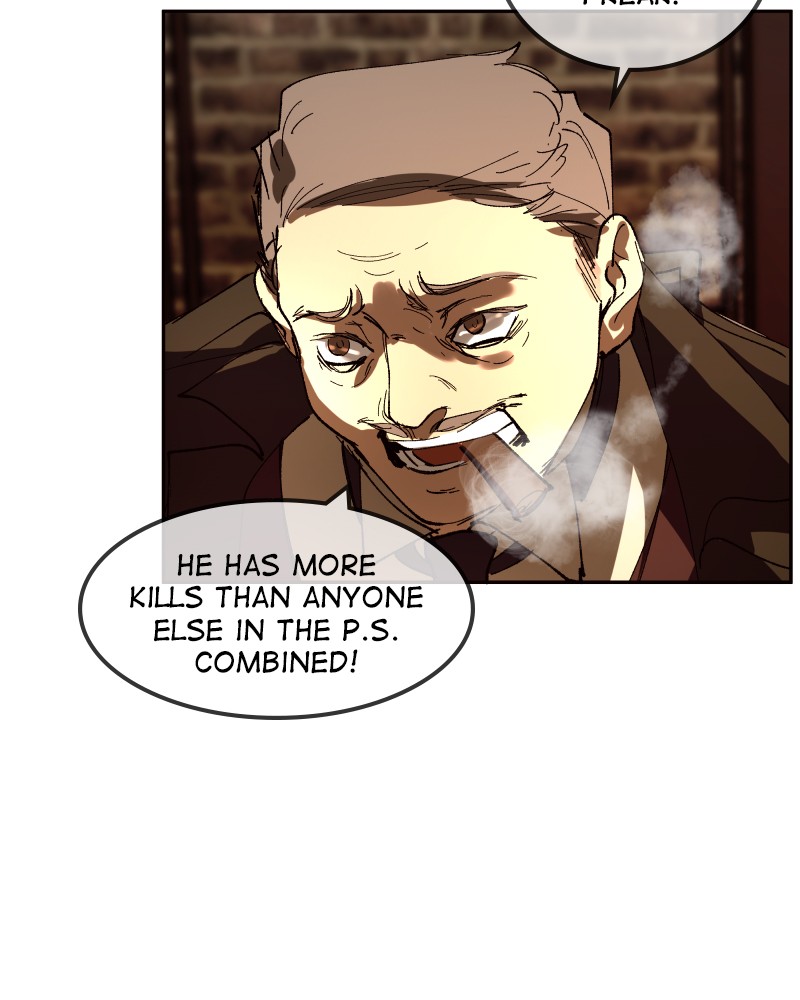 HE HAS MORE
KILLS THAN ANYONE
ELSE IN THE P.S.
COMBINED!